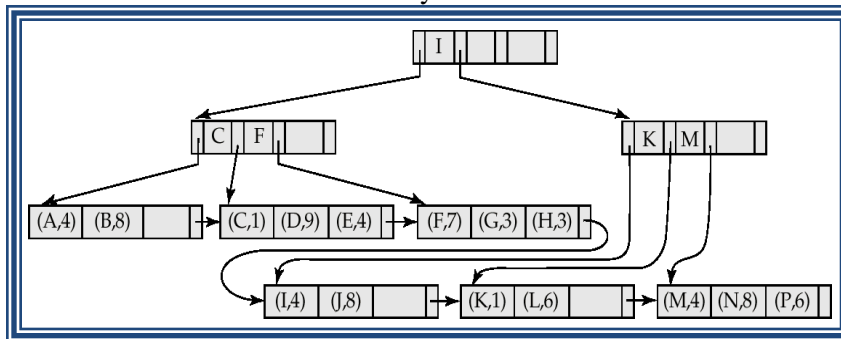 I
C F K M
(A,4) (B,8) (C,1) (D,9) (E,4) (F,7) (G,3) (H,3)
(I,4) (J,8) (K,1) (L,6) (M,4) (N,8) (P,6)